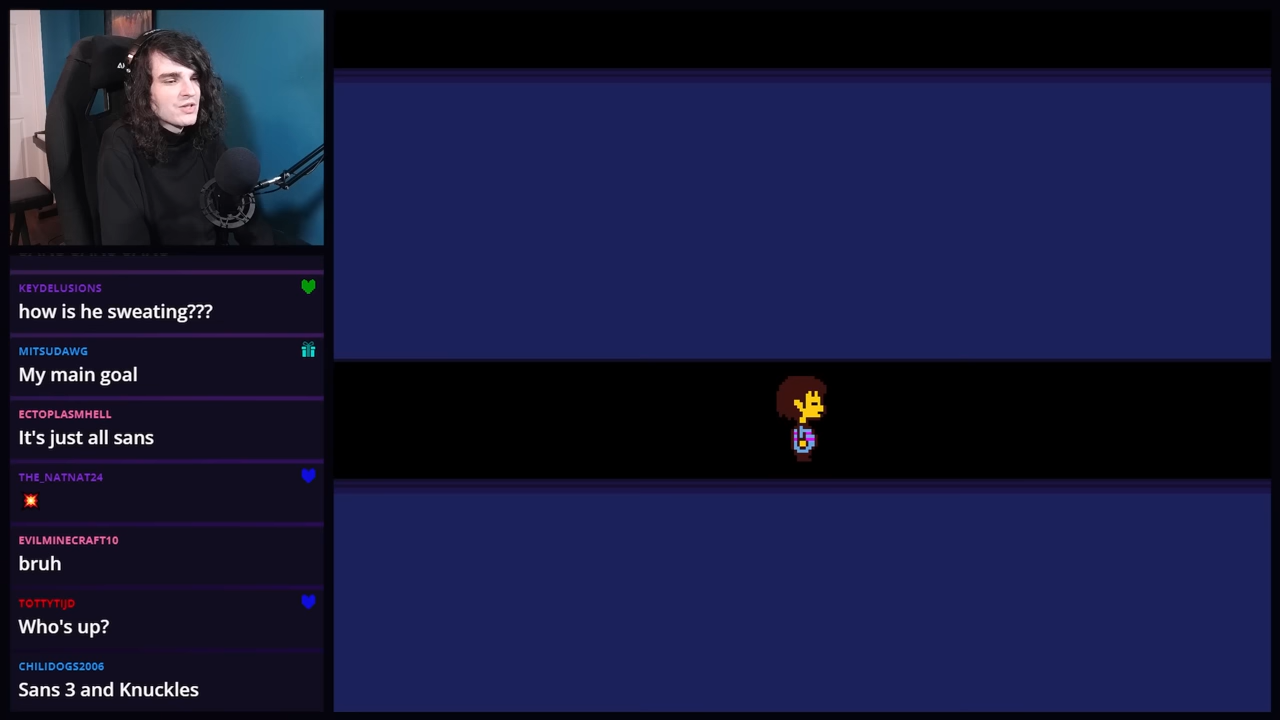 KEYDELUSIONS
how is he sweating???
MITSUDAWG
My main goal
ECTOPLASMHELL
It's just all sans
THE_NATNAT24
EVILMINECRAFT10
bruh
TOTTYTIJD
Who's up?
CHILIDOGS2006
Sans 3 and Knuckles